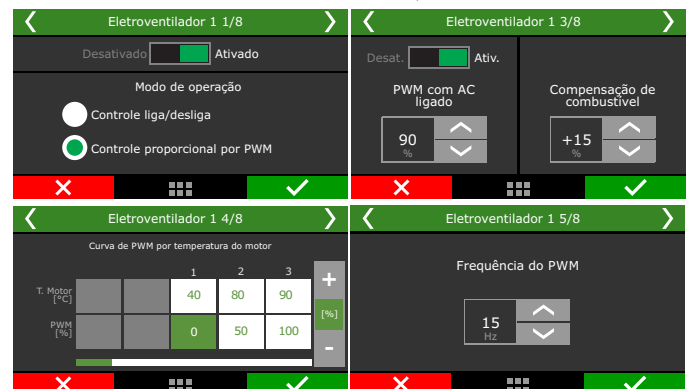 Eletroventilador 1 1/8
Desativado Ativado
Modo de operação
Controle liga/desliga
Controle proporcional por PWM
Eletroventilador 1 3/8
Desat. Ativ.
PWM com AC
ligado
90
%
Compensação de
combustível
+15
%
Eletroventilador 1 4/8
Curva de PWM por temperatura do motor
1 2 3
T. Motor
[°C]
40 80 90
PWM
[%]
0 50 100
+
[%]
-
Eletroventilador 1 5/8
Frequência do PWM
15
Hz